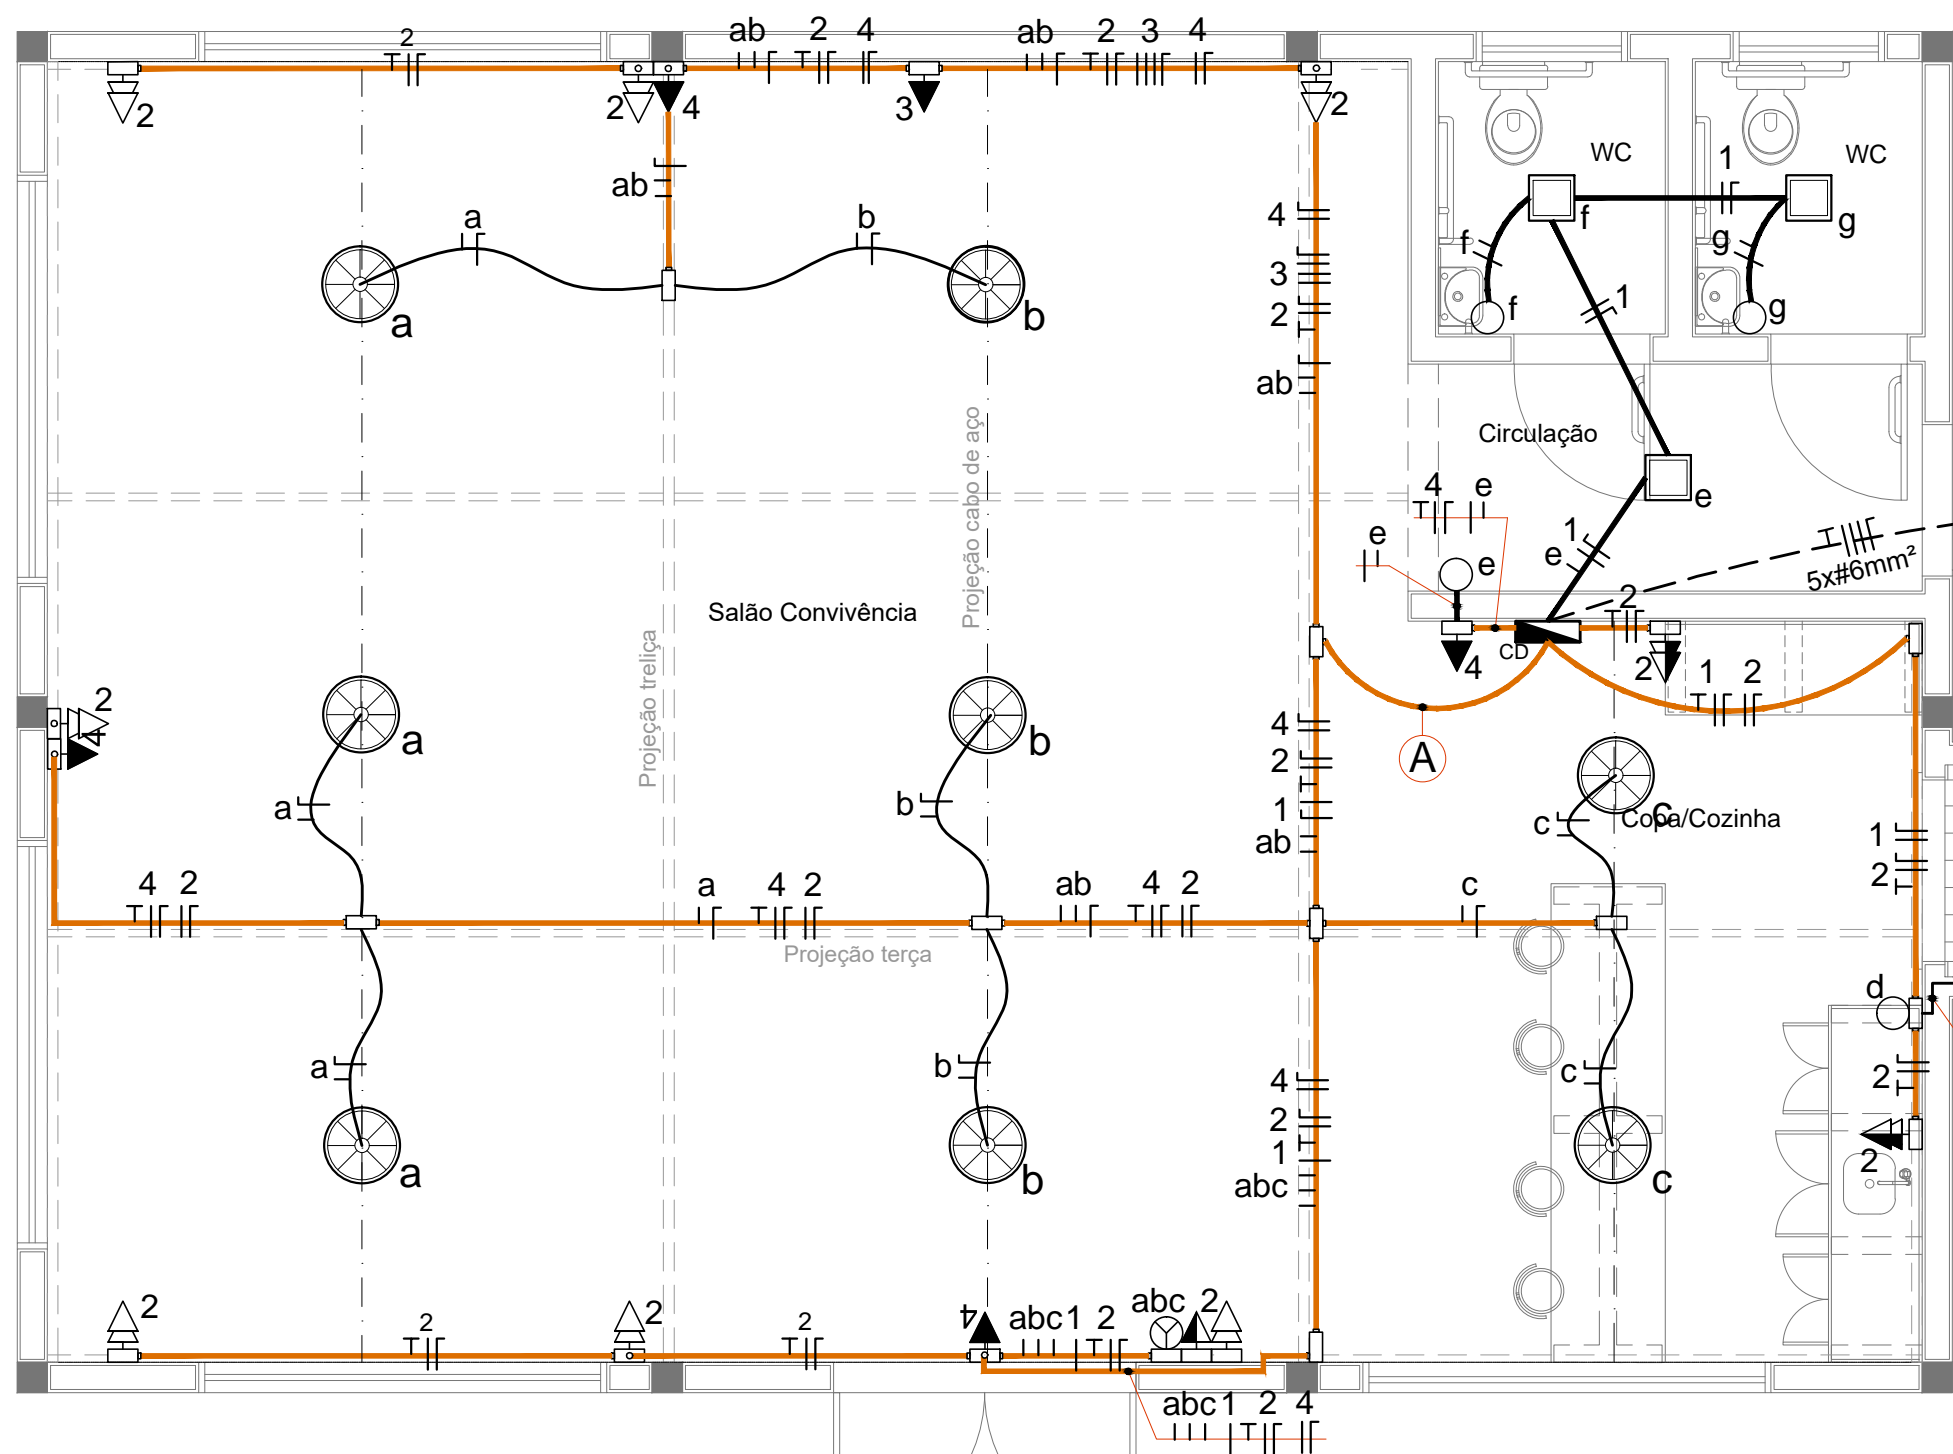 2
ab 2 4
ab 2 3 4
2
2
4
3
2
WC
WC
1
ab
a
b
4
f
g
f
g
3
a
b
f
g
1
2
ab
Projeção cabo de aço
Circulação
4 e
e
e
1
e
e
5x#6mm²
2
Salão Convivência
Projeção treliça
CD
4
2
1 2
2
4
a
b
4
A
2
c
Copa/Cozinha
a
b
1
c
1
ab
2
4 2
a 4 2
ab 4 2
c
Projeção terça
d
a
b
4
c
2
2
1
abc
2
a
b
c
2
2
4
abc 1 2
abc 2
2
2
abc 1 2 4